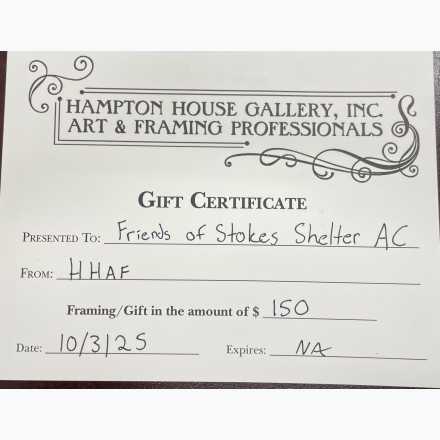 HAMPTON HOUSE GALLERY, INC.
ART & FRAMING PROFESSIONALS
GIFT CERTIFICATE
PRESENTED TO: Friends of Stokes Shelter AC
FROM: HHAF
Framing/Gift in the amount of $ 150
Date: 10/3/25 Expires: NA